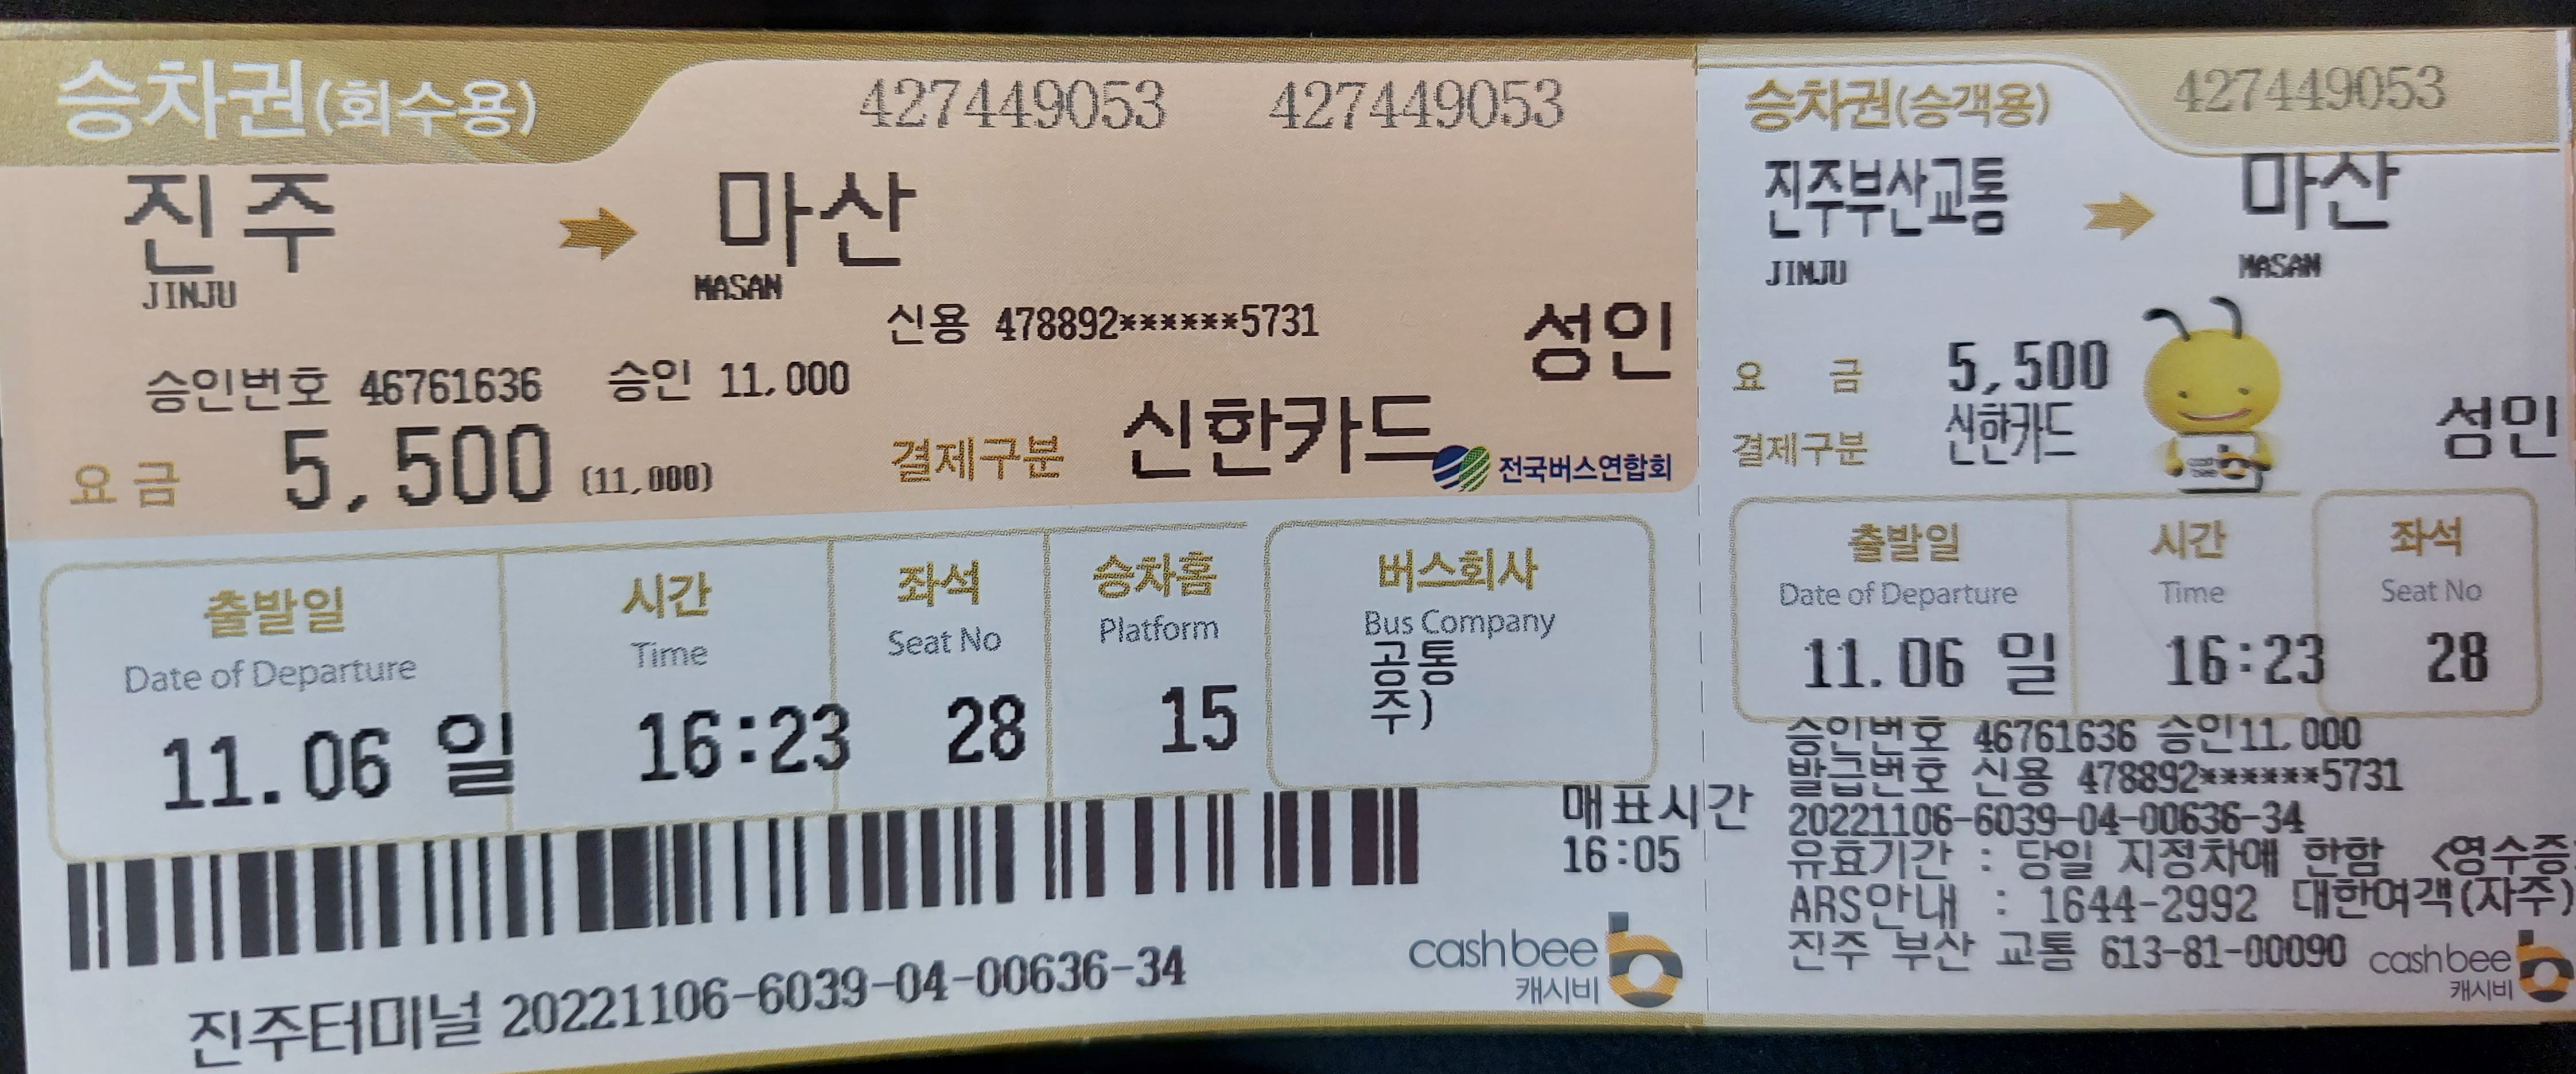 승차권(회수용) 427449053 427449053
진주 마산
JINJU MASAN
신용 478892******5731 성인
승인번호 46761636 승인 11,000
요금 5,500 (11,000) 결제구분 신한카드 전국버스연합회
출발일 시간 좌석 승차홈 버스회사
Date of Departure Time Seat No Platform Bus Company
공통
주)
11.06 일 16:23 28 15
매표시간
16:05
진주터미널 20221106-6039-04-00636-34
cashbee
캐시비
승차권(승객용) 427449053
진주부산교통 마산
JINJU MASAN
요 금 5,500
결제구분 신한카드 성인
출발일 시간 좌석
Date of Departure Time Seat No
11.06 일 16:23 28
승인번호 46761636 승인11,000
발급번호 신용 478892******5731
20221106-6039-04-00636-34
유효기간 : 당일 지정차에 한함 <영수증
ARS안내 : 1644-2992 대한여객(자주)
진주 부산 교통 613-81-00090
cashbee
캐시비